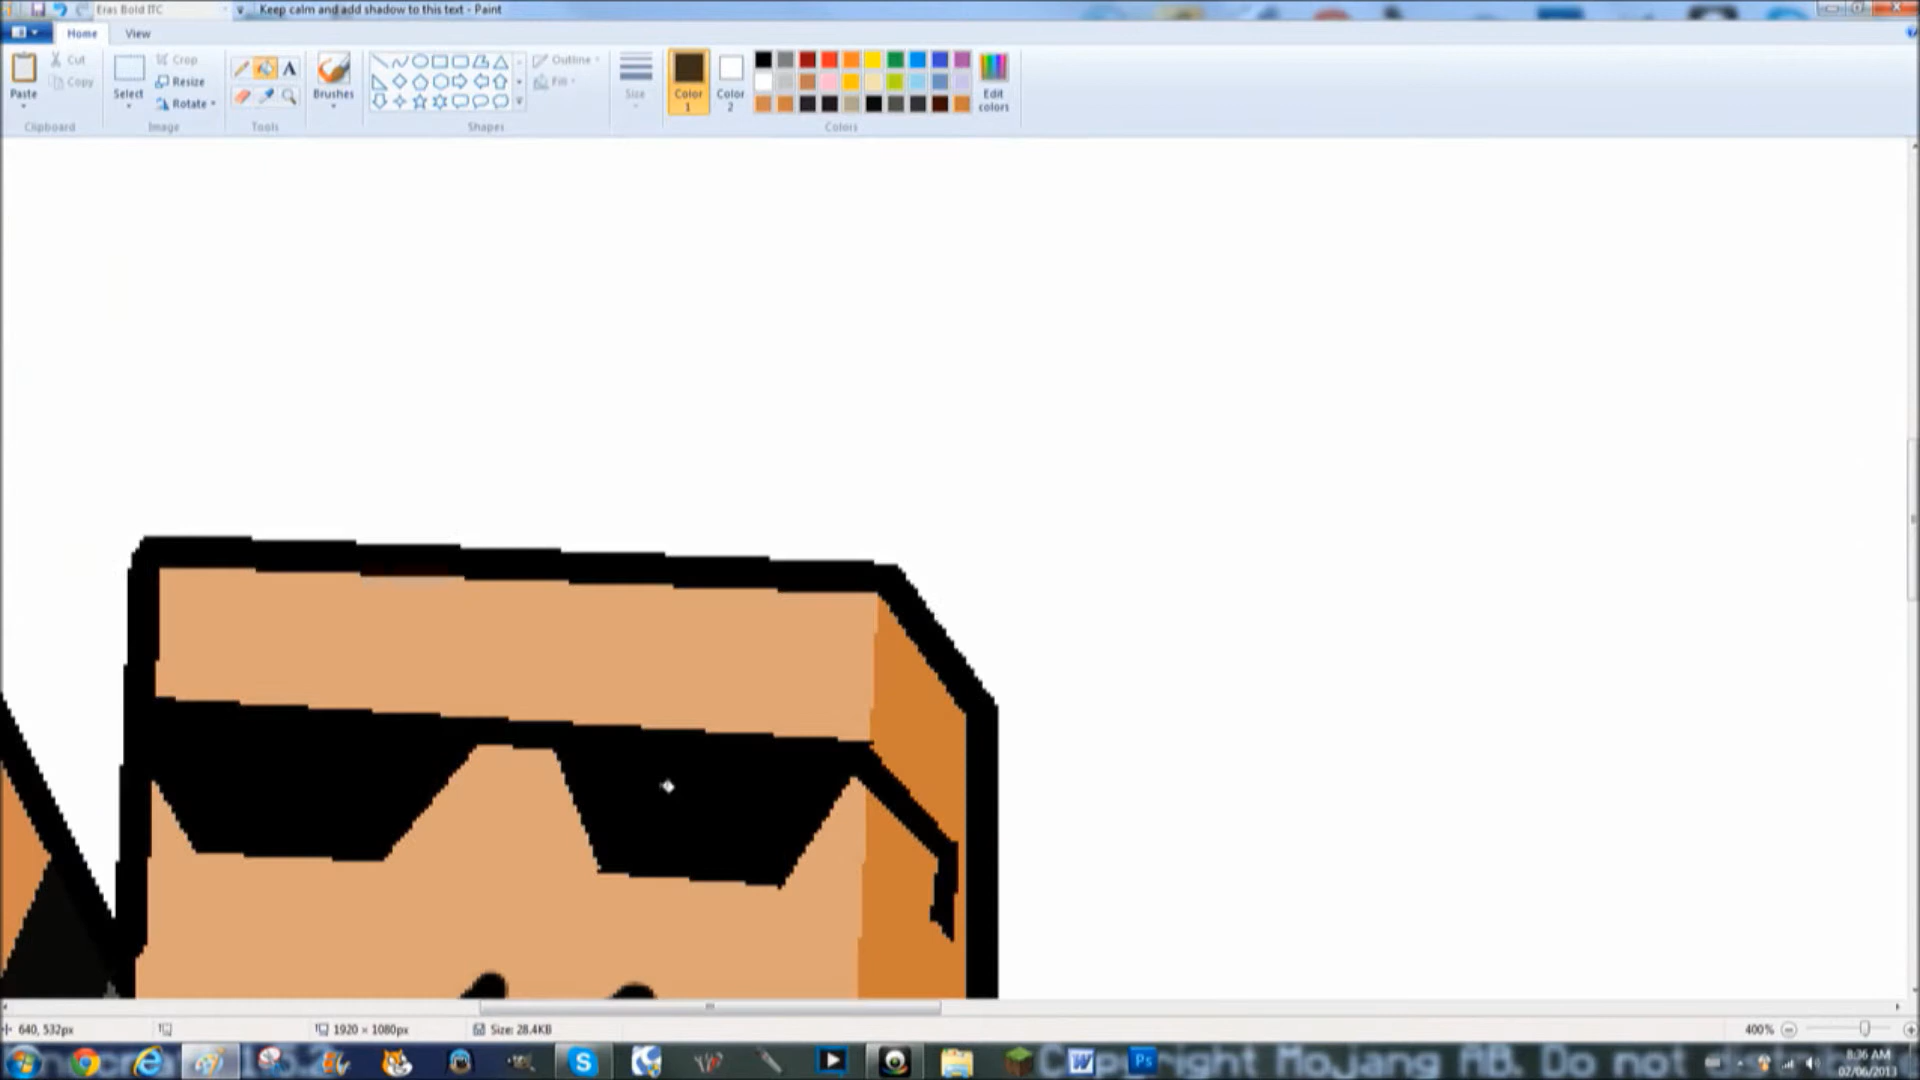 Eras Bold ITC
Keep calm and add shadow to this text - Paint
Home View
Cut
Copy
Paste
Clipboard
Select
Crop
Resize
Rotate
Image
A
Tools
Brushes
Outline
Fill
Shapes
Size
Color 1
Color 2
Edit colors
Colors
640, 532px
1920 × 1080px
Size: 28.4KB
400%
Copyright Mojang AB. Do not d
W
Ps
8:36 AM
02/06/2013